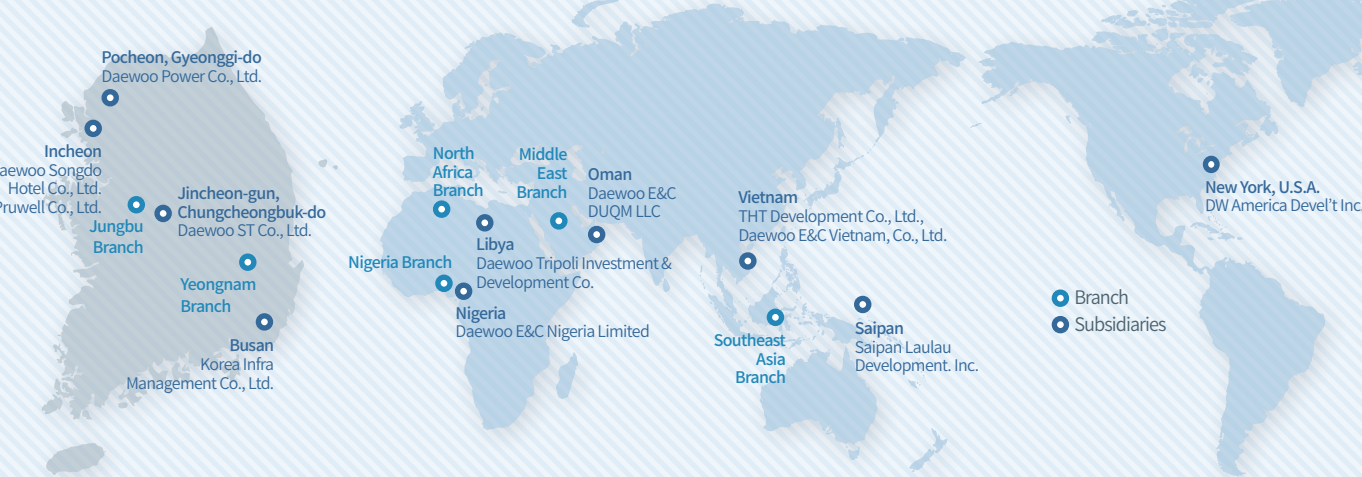 Pocheon, Gyeonggi-do
Daewoo Power Co., Ltd.
Incheon
Songdo
Hotel Co., Ltd.
Co., Ltd.
Jungbu
Branch
Jincheon-gun,
Chungcheongbuk-do
Daewoo ST Co., Ltd.
Yeongnam
Branch
Busan
Korea Infra
Management Co., Ltd.
North
Africa
Branch
Middle
East
Branch
Oman
Daewoo E&C
DUQM LLC
Libya
Daewoo Tripoli Investment &
Development Co.
Nigeria Branch
Nigeria
Daewoo E&C Nigeria Limited
Vietnam
THT Development Co., Ltd.,
Daewoo E&C Vietnam, Co., Ltd.
Southeast
Asia
Branch
Saipan
Saipan Laulau
Development. Inc.
New York, U.S.A.
DW America Devel’t Inc.
Branch
Subsidiaries